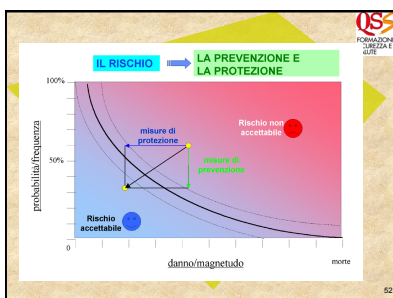 QSS
FORMAZIONE
SICUREZZA E
SALUTE
IL RISCHIO
LA PREVENZIONE E
LA PROTEZIONE
100%
misure di
protezione
Rischio non
accettabile
50%
misure di
prevenzione
probabilità/frequenza
Rischio
accettabile
0
danno/magnetudo
morte
52